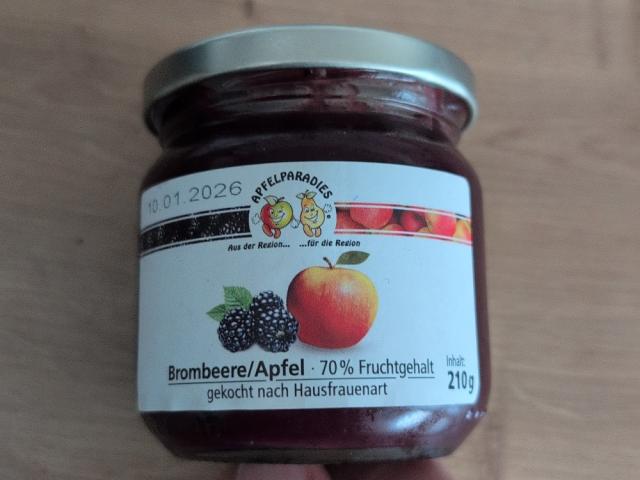 10.01.2026
APFELPARADIES
Aus der Region... ...für die Region
Brombeere/Apfel · 70% Fruchtgehalt
gekocht nach Hausfrauenart
Inhalt:
210g